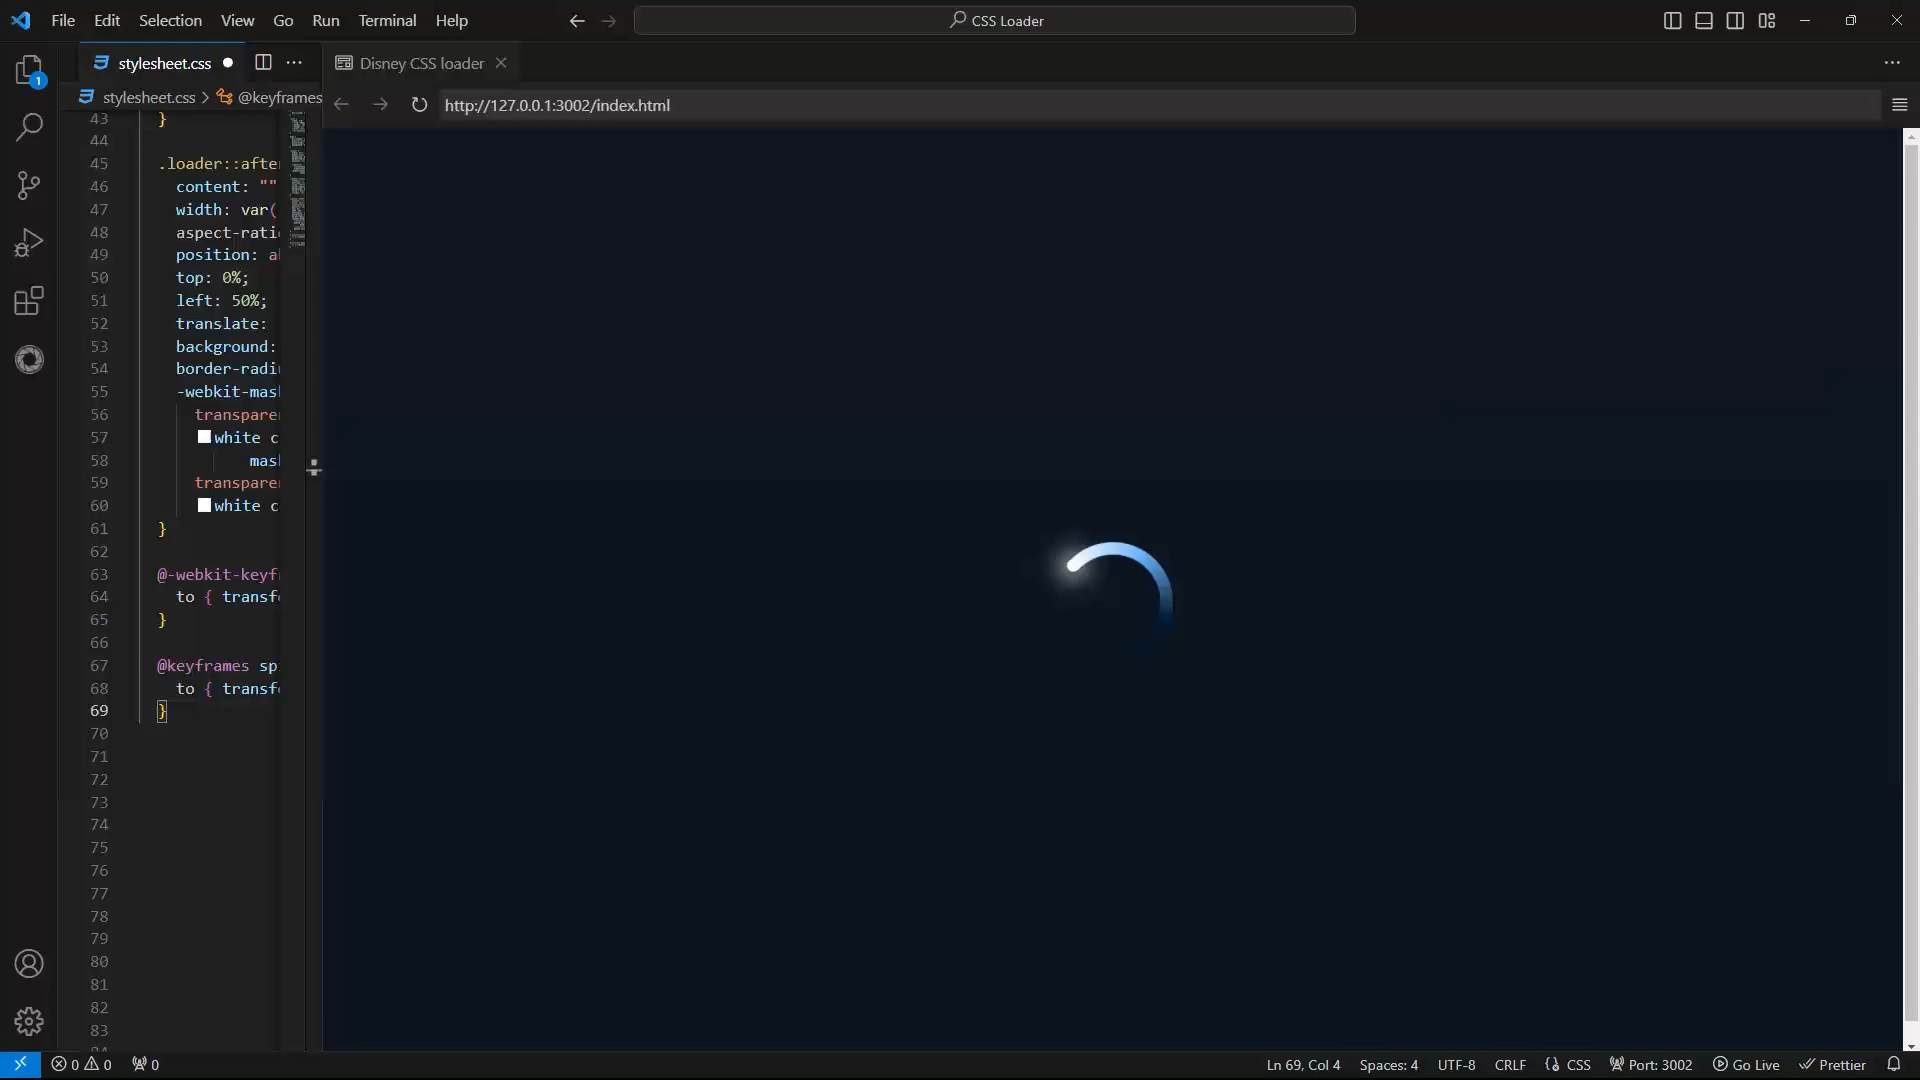 File Edit Selection View Go Run Terminal Help
CSS Loader
stylesheet.css
Disney CSS loader
stylesheet.css > @keyframes
http://127.0.0.1:3002/index.html
1
43 }
44
45 .loader::afte
46 content: ""
47 width: var(
48 aspect-rati
49 position: a
50 top: 0%;
51 left: 50%;
52 translate:
53 background:
54 border-radi
55 -webkit-mas
56 transpare
57 white c
58 mas
59 transpare
60 white c
61 }
62
63 @-webkit-keyf
64 to { transf
65 }
66
67 @keyframes sp
68 to { transf
69 }
70
71
72
73
74
75
76
77
78
79
80
81
82
83
0 0 0
Ln 69, Col 4 Spaces: 4 UTF-8 CRLF CSS Port: 3002 Go Live Prettier